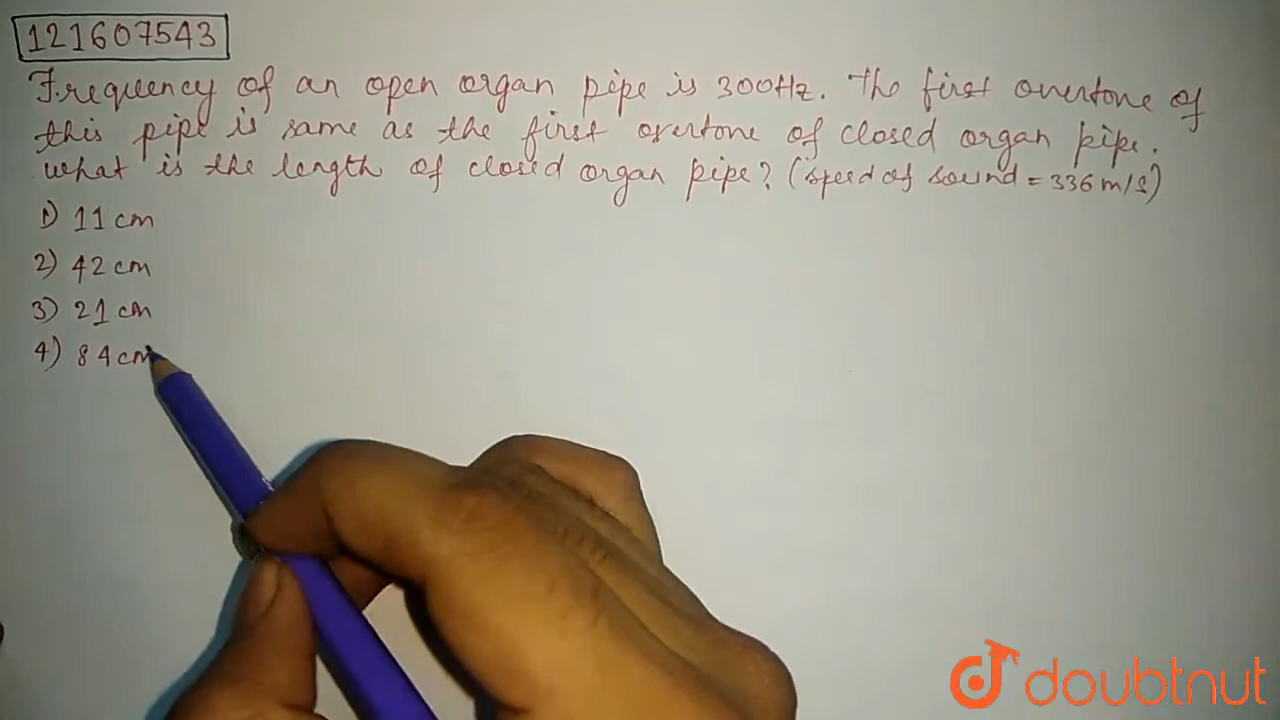 121607543
Frequency of an open organ pipe is 300Hz. The first overtone of
this pipe is same as the first overtone of closed organ pipe.
what is the length of closed organ pipe? (speed of sound = 336 m/s)
1) 11 cm
2) 42 cm
3) 21 cm
4) 84 cm
doubtnut